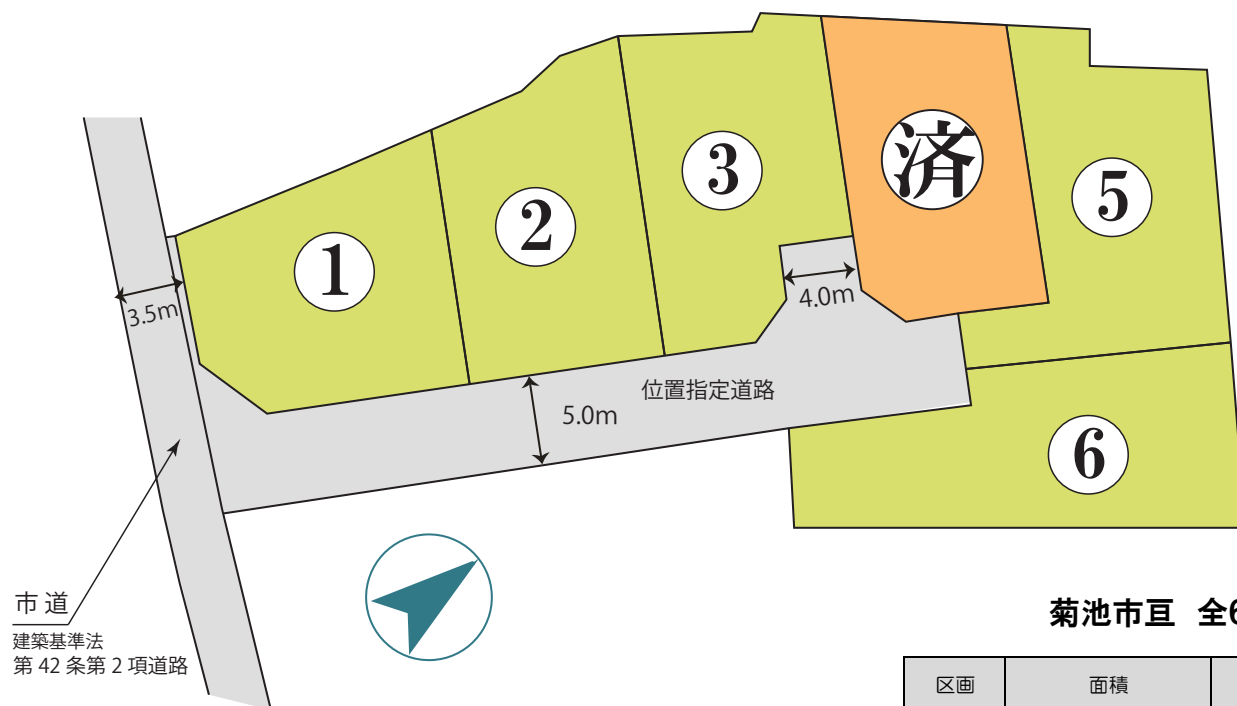 1
2
3
済
5
6
3.5m
4.0m
5.0m
位置指定道路
市道
建築基準法
第42条第2項道路
菊池市亘 全6
区画 面積